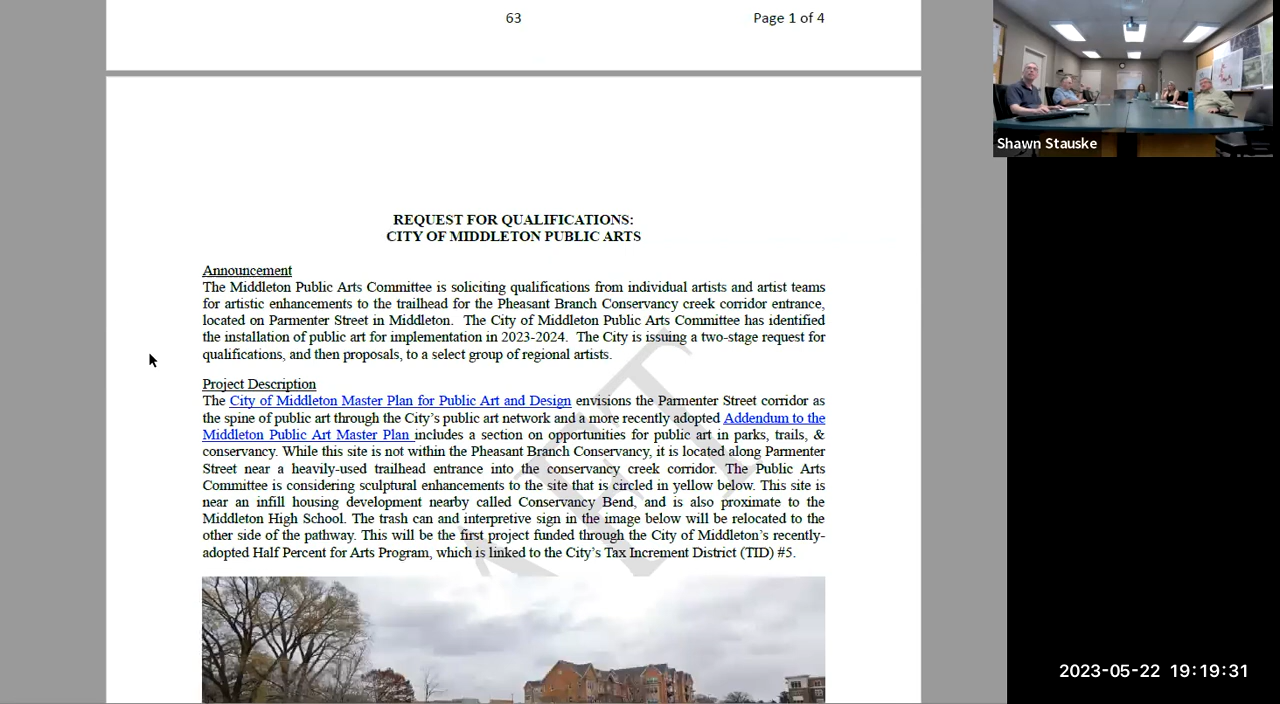 63 Page 1 of 4
Shawn Stauske
REQUEST FOR QUALIFICATIONS:
CITY OF MIDDLETON PUBLIC ARTS
Announcement
The Middleton Public Arts Committee is soliciting qualifications from individual artists and artist teams
for artistic enhancements to the trailhead for the Pheasant Branch Conservancy creek corridor entrance,
located on Parmenter Street in Middleton. The City of Middleton Public Arts Committee has identified
the installation of public art for implementation in 2023-2024. The City is issuing a two-stage request for
qualifications, and then proposals, to a select group of regional artists.
Project Description
The City of Middleton Master Plan for Public Art and Design envisions the Parmenter Street corridor as
the spine of public art through the City's public art network and a more recently adopted Addendum to the
Middleton Public Art Master Plan includes a section on opportunities for public art in parks, trails, &
conservancy. While this site is not within the Pheasant Branch Conservancy, it is located along Parmenter
Street near a heavily-used trailhead entrance into the conservancy creek corridor. The Public Arts
Committee is considering sculptural enhancements to the site that is circled in yellow below. This site is
near an infill housing development nearby called Conservancy Bend, and is also proximate to the
Middleton High School. The trash can and interpretive sign in the image below will be relocated to the
other side of the pathway. This will be the first project funded through the City of Middleton's recently-
adopted Half Percent for Arts Program, which is linked to the City's Tax Increment District (TID) #5.
2023-05-22 19:19:31